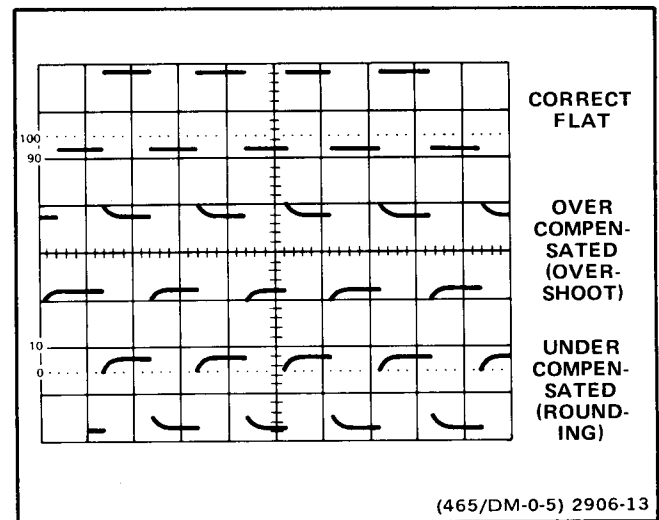 CORRECT
FLAT
100
90
OVER
COMPEN-
SATED
(OVER-
SHOOT)
10
0
UNDER
COMPEN-
SATED
(ROUND-
ING)
(465/DM-0-5) 2906-13